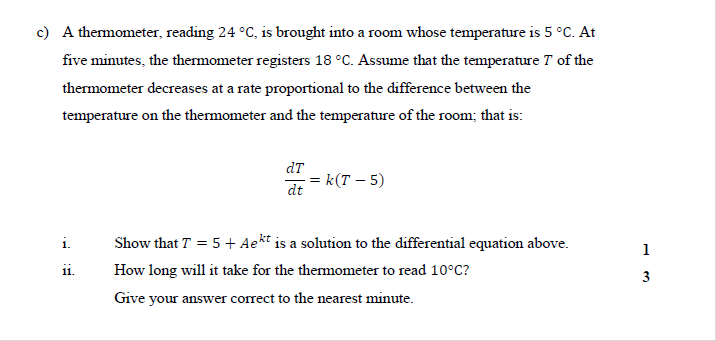 c) A thermometer, reading 24 °C, is brought into a room whose temperature is 5 °C. At
five minutes, the thermometer registers 18 °C. Assume that the temperature T of the
thermometer decreases at a rate proportional to the difference between the
temperature on the thermometer and the temperature of the room; that is:
dT/dt = k(T – 5)
i. Show that T = 5 + Ae^{kt} is a solution to the differential equation above. 1
ii. How long will it take for the thermometer to read 10°C? 3
Give your answer correct to the nearest minute.